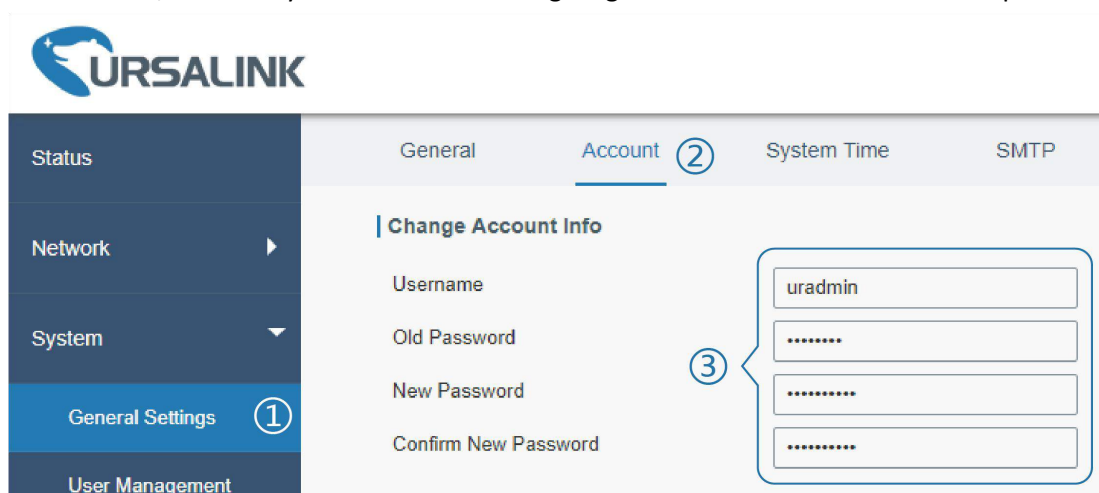 URSALINK
Status
General Account ② System Time SMTP
Change Account Info
Network
Username uradmin
System
Old Password ••••••••
③
New Password ••••••••••
General Settings ①
Confirm New Password ••••••••••
User Management